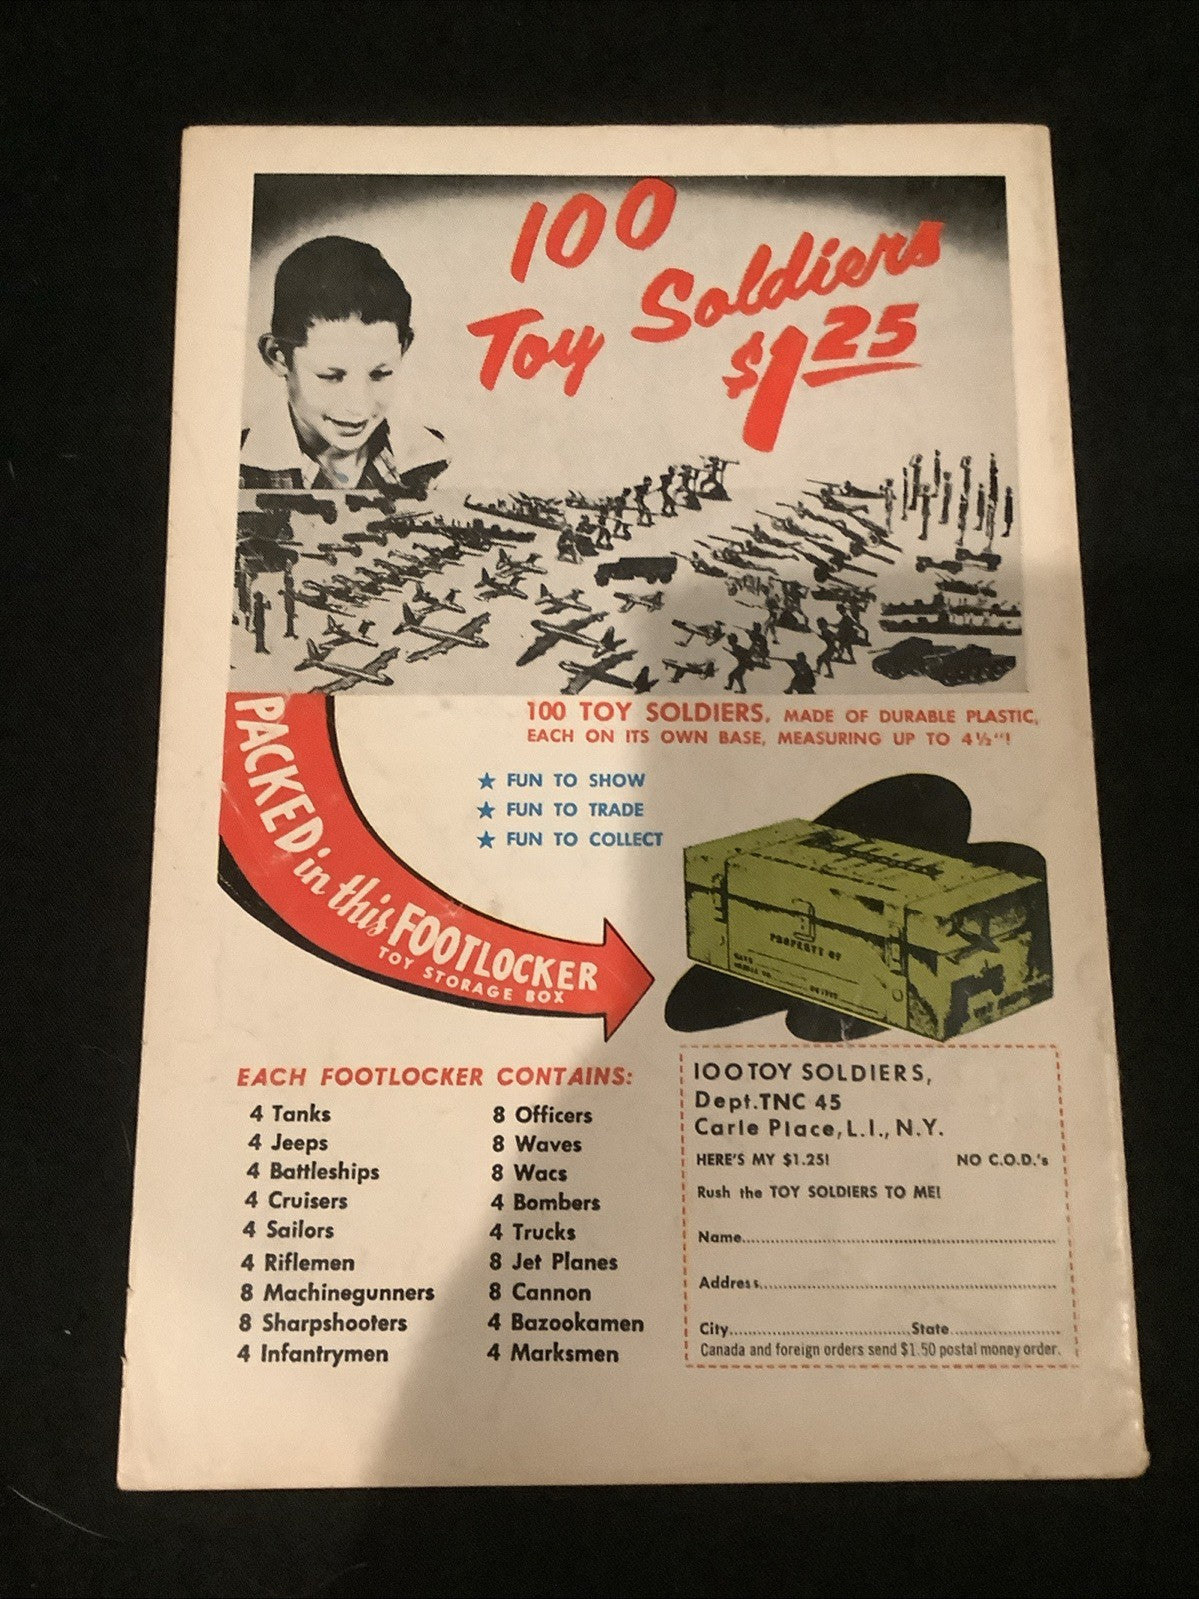 100
Toy Soldiers
$1.25
PACKED in this FOOTLOCKER
TOY STORAGE BOX
100 TOY SOLDIERS, MADE OF DURABLE PLASTIC,
EACH ON ITS OWN BASE, MEASURING UP TO 4½"!
★ FUN TO SHOW
★ FUN TO TRADE
★ FUN TO COLLECT
PROPERTY OF
EACH FOOTLOCKER CONTAINS:
4 Tanks
4 Jeeps
4 Battleships
4 Cruisers
4 Sailors
4 Riflemen
8 Machinegunners
8 Sharpshooters
4 Infantrymen
8 Officers
8 Waves
8 Wacs
4 Bombers
4 Trucks
8 Jet Planes
8 Cannon
4 Bazookamen
4 Marksmen
100 TOY SOLDIERS,
Dept. TNC 45
Carle Place, L.I., N.Y.
HERE'S MY $1.25! NO C.O.D.'s
Rush the TOY SOLDIERS TO ME!
Name
Address
City State
Canada and foreign orders send $1.50 postal money order.